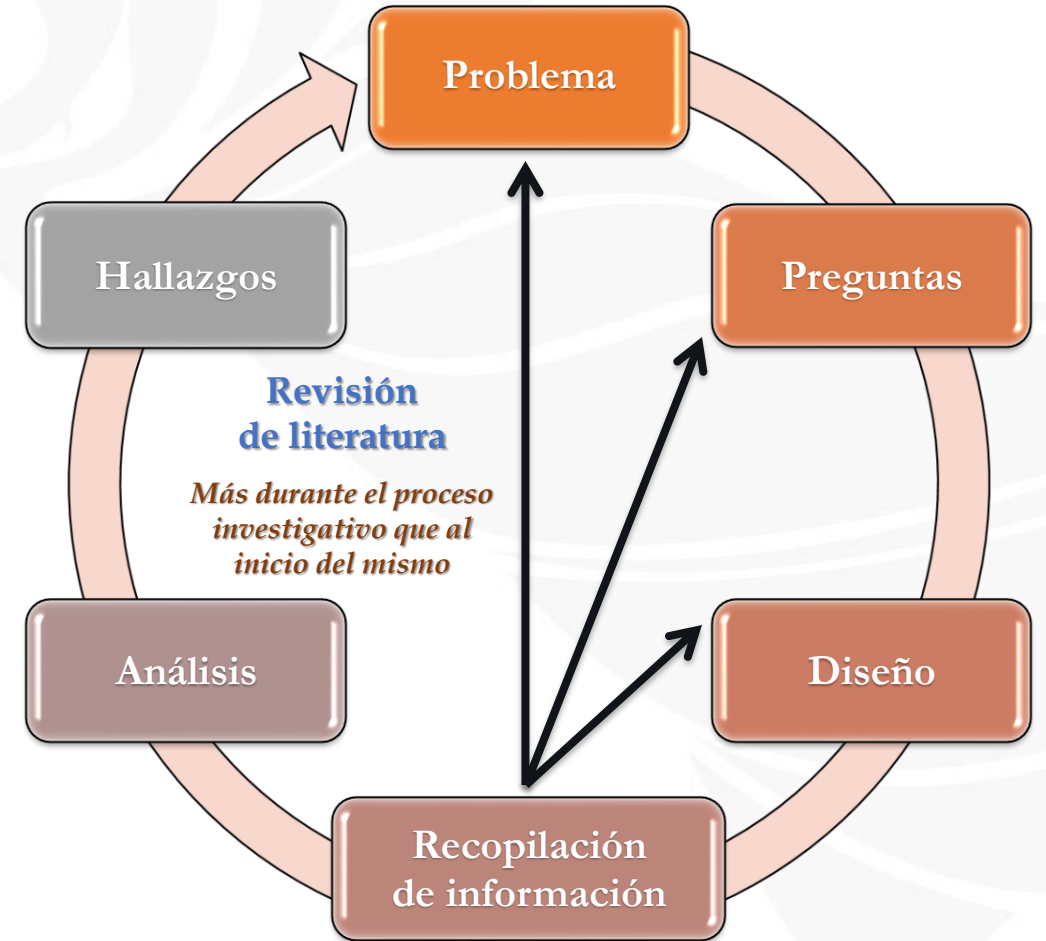 Problema
Hallazgos
Preguntas
Revisión
de literatura
Más durante el proceso
investigativo que al
inicio del mismo
Análisis
Diseño
Recopilación
de información